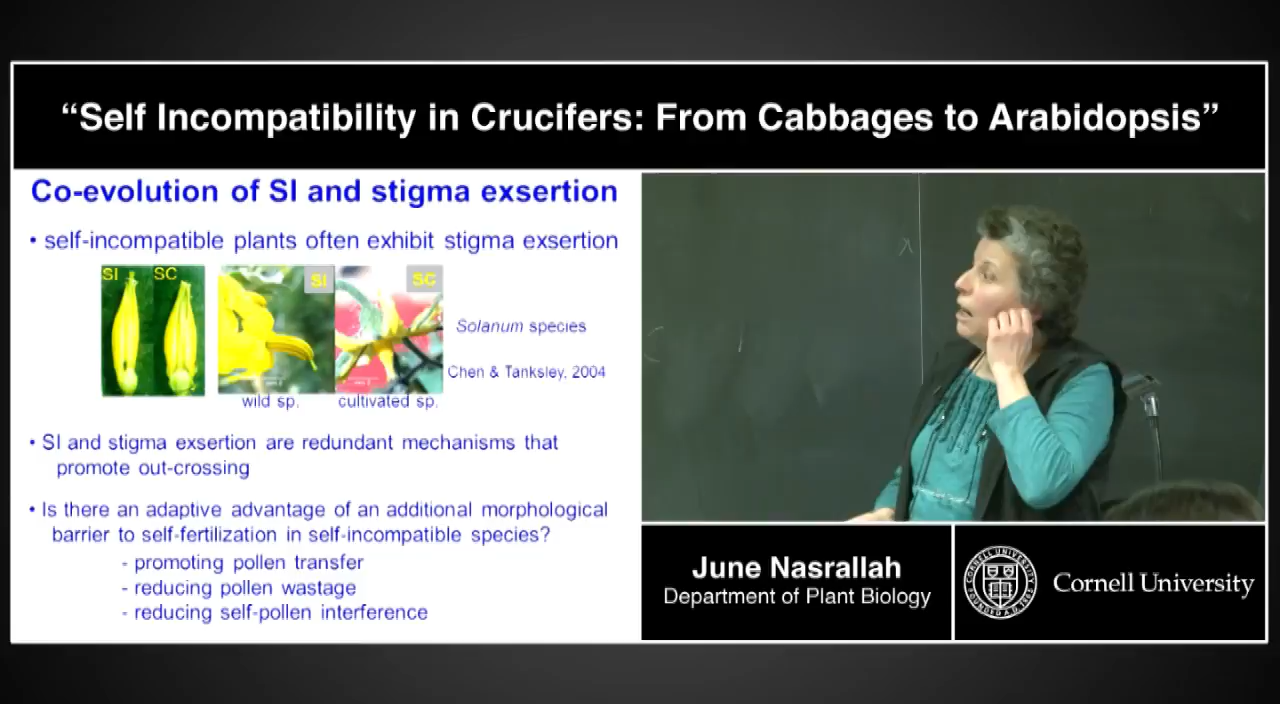 “Self Incompatibility in Crucifers: From Cabbages to Arabidopsis”
Co-evolution of SI and stigma exsertion
• self-incompatible plants often exhibit stigma exsertion
SI SC SI SC
Solanum species
Chen & Tanksley, 2004
wild sp. cultivated sp.
• SI and stigma exsertion are redundant mechanisms that
promote out-crossing
• Is there an adaptive advantage of an additional morphological
barrier to self-fertilization in self-incompatible species?
- promoting pollen transfer
- reducing pollen wastage
- reducing self-pollen interference
June Nasrallah
Department of Plant Biology
CORNELL UNIVERSITY
FOUNDED A.D. 1865
Cornell University